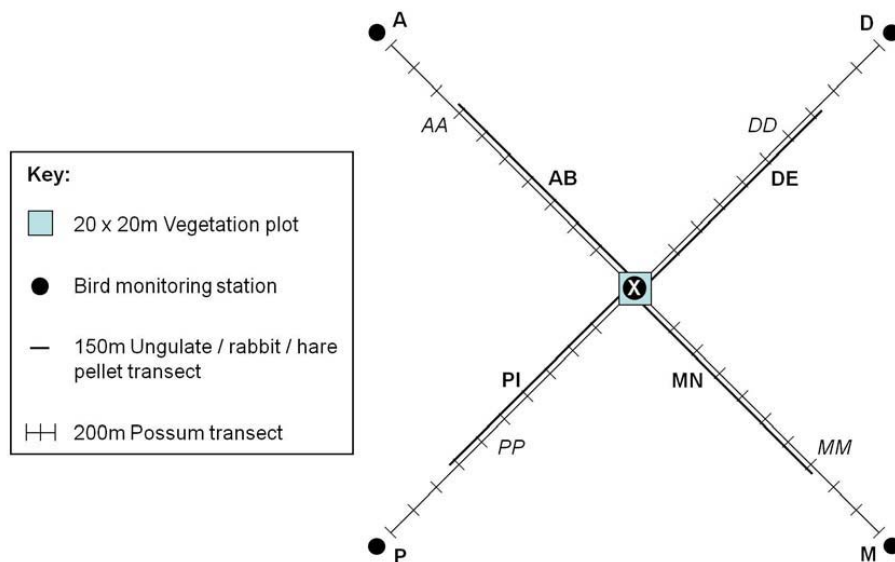 A
D
AA
DD
AB
DE
Key:
20 x 20m Vegetation plot
Bird monitoring station
150m Ungulate / rabbit / hare
pellet transect
200m Possum transect
X
PI
MN
PP
MM
P
M